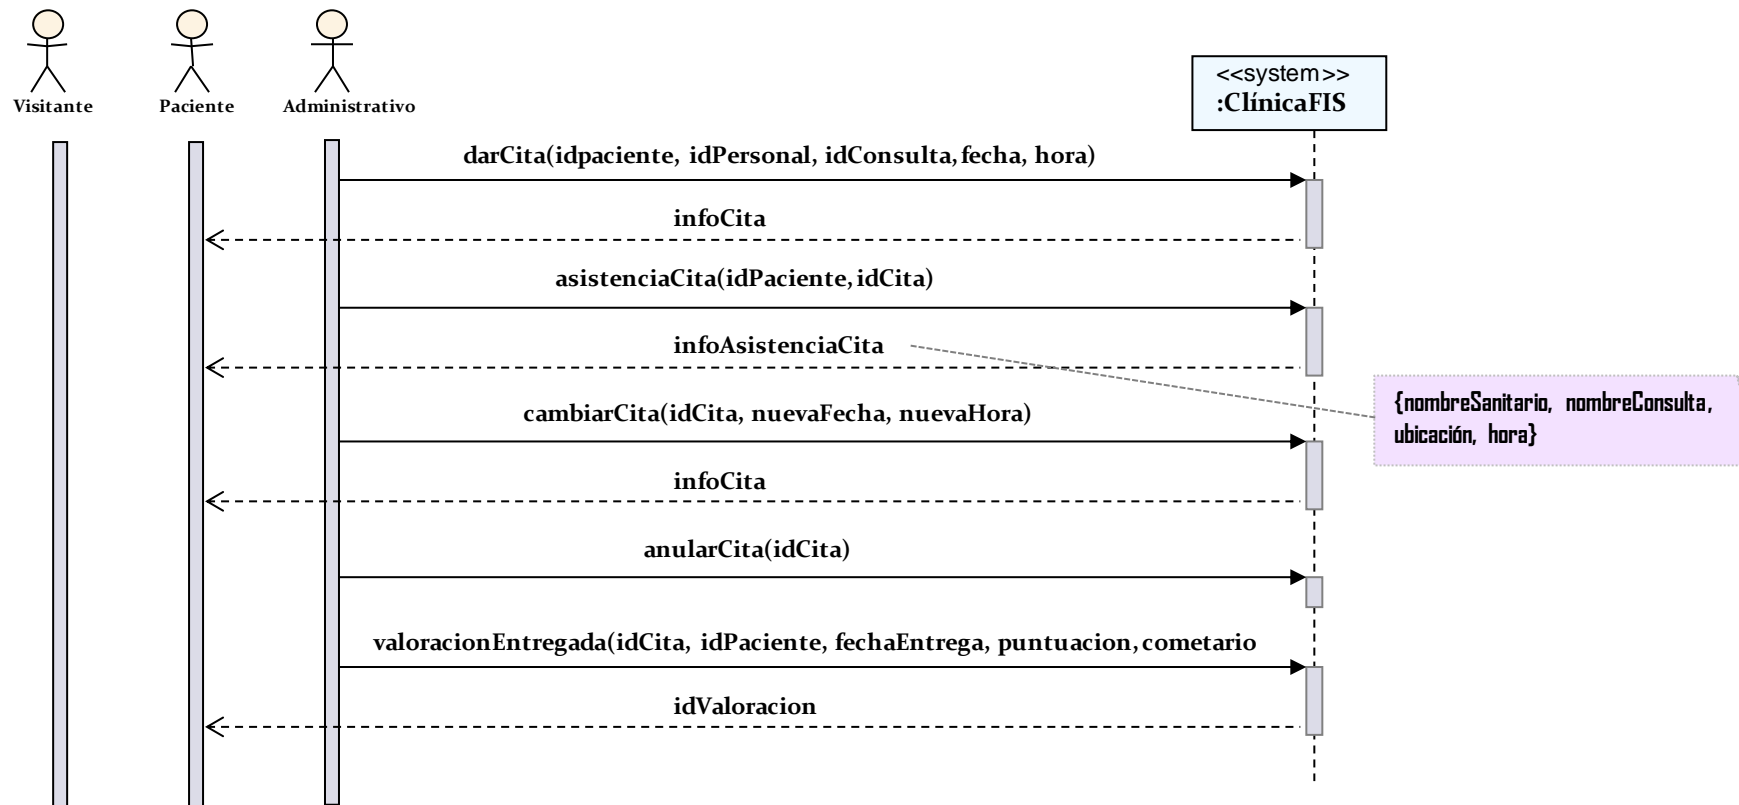 Visitante
Paciente
Administrativo
<<system>>
:ClínicaFIS
darCita(idpaciente, idPersonal, idConsulta, fecha, hora)
infoCita
asistenciaCita(idPaciente, idCita)
infoAsistenciaCita
{nombreSanitario, nombreConsulta,
ubicación, hora}
cambiarCita(idCita, nuevaFecha, nuevaHora)
infoCita
anularCita(idCita)
valoracionEntregada(idCita, idPaciente, fechaEntrega, puntuacion, cometario
idValoracion